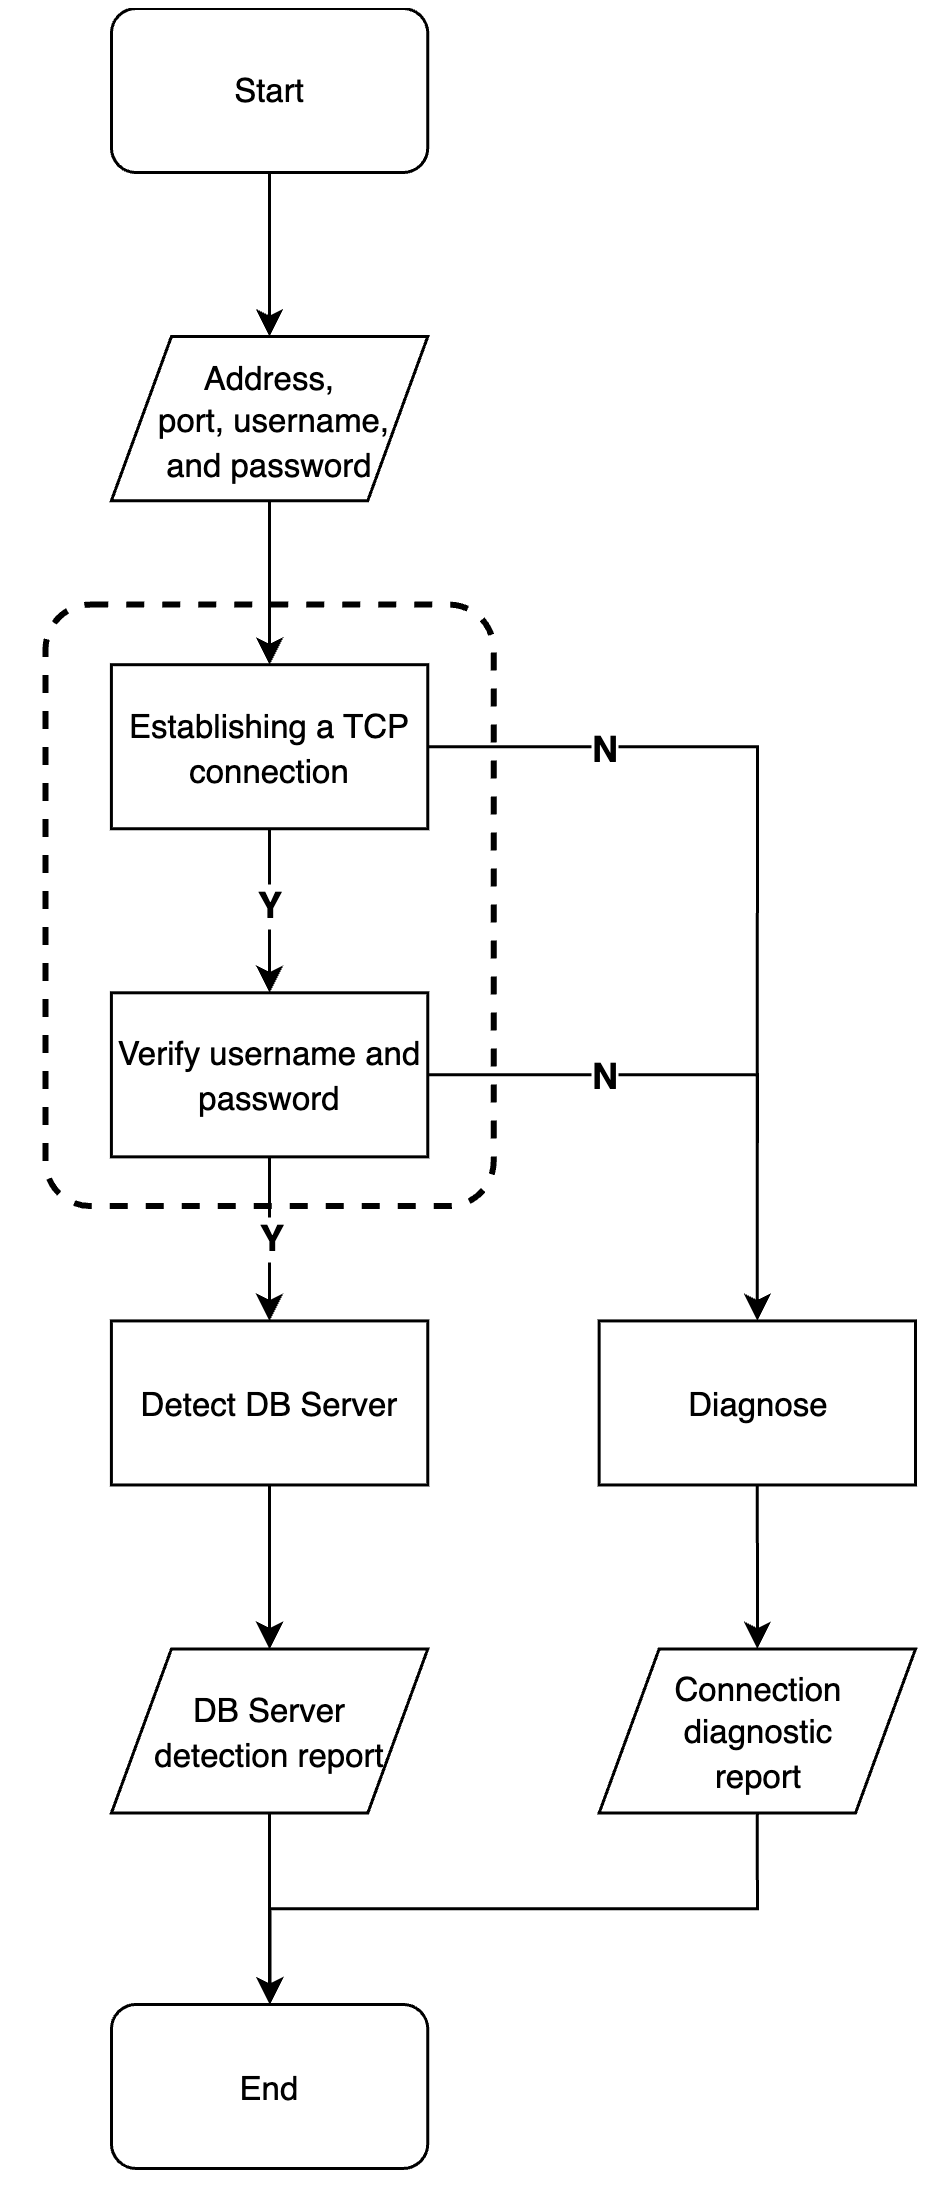 Start
Address,
port, username,
and password
Establishing a TCP
connection
N
Y
Verify username and
password
N
Y
Detect DB Server
Diagnose
DB Server
detection report
Connection
diagnostic
report
End